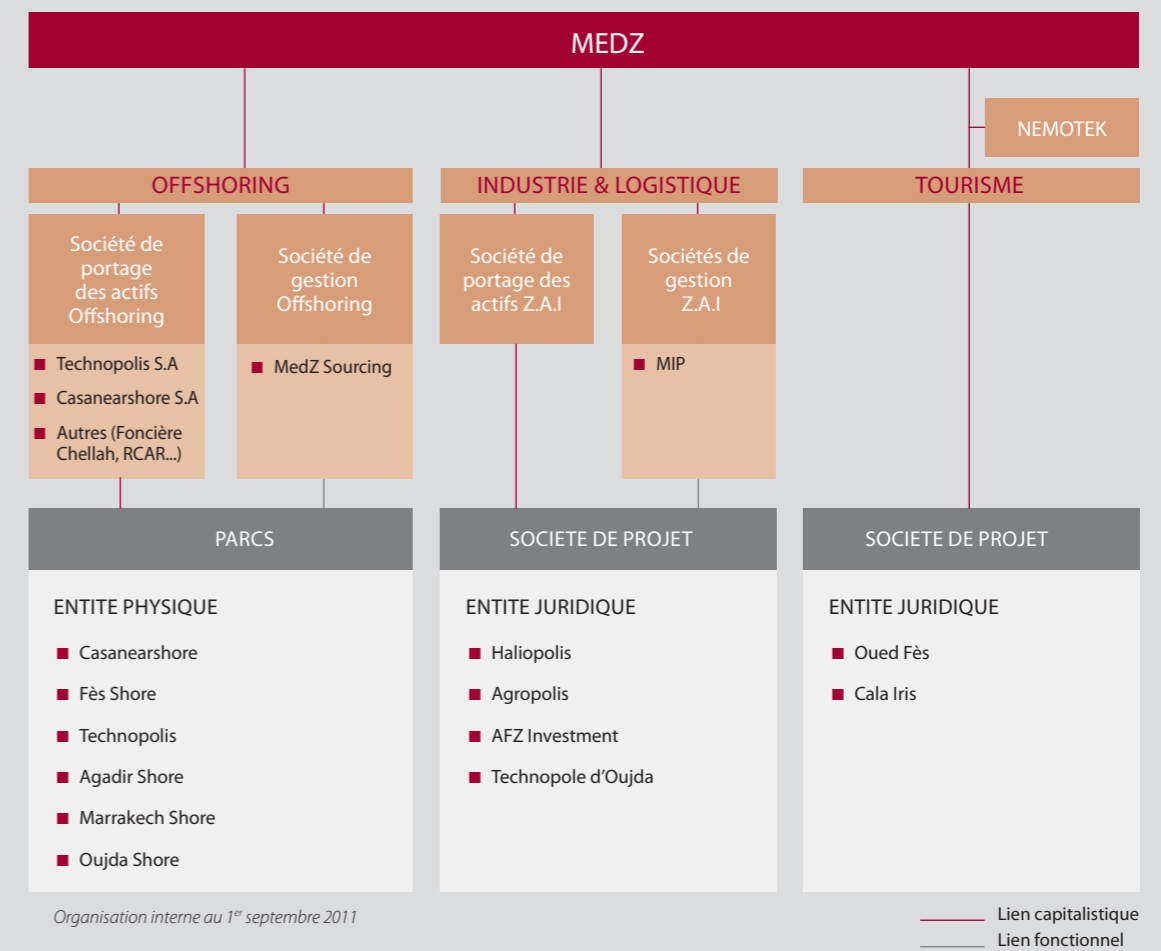 MEDZ
NEMOTEK
OFFSHORING
Société de
portage
des actifs
Offshoring
Technopolis S.A
Casanearshore S.A
Autres (Foncière
Chellah, RCAR...)
Société de
gestion
Offshoring
MedZ Sourcing
PARCS
ENTITE PHYSIQUE
Casanearshore
Fès Shore
Technopolis
Agadir Shore
Marrakech Shore
Oujda Shore
INDUSTRIE & LOGISTIQUE
Société de
portage des
actifs Z.A.I
Sociétés de
gestion
Z.A.I
MIP
SOCIETE DE PROJET
ENTITE JURIDIQUE
Haliopolis
Agropolis
AFZ Investment
Technopole d’Oujda
TOURISME
SOCIETE DE PROJET
ENTITE JURIDIQUE
Oued Fès
Cala Iris
Organisation interne au 1er septembre 2011
Lien capitalistique
Lien fonctionnel